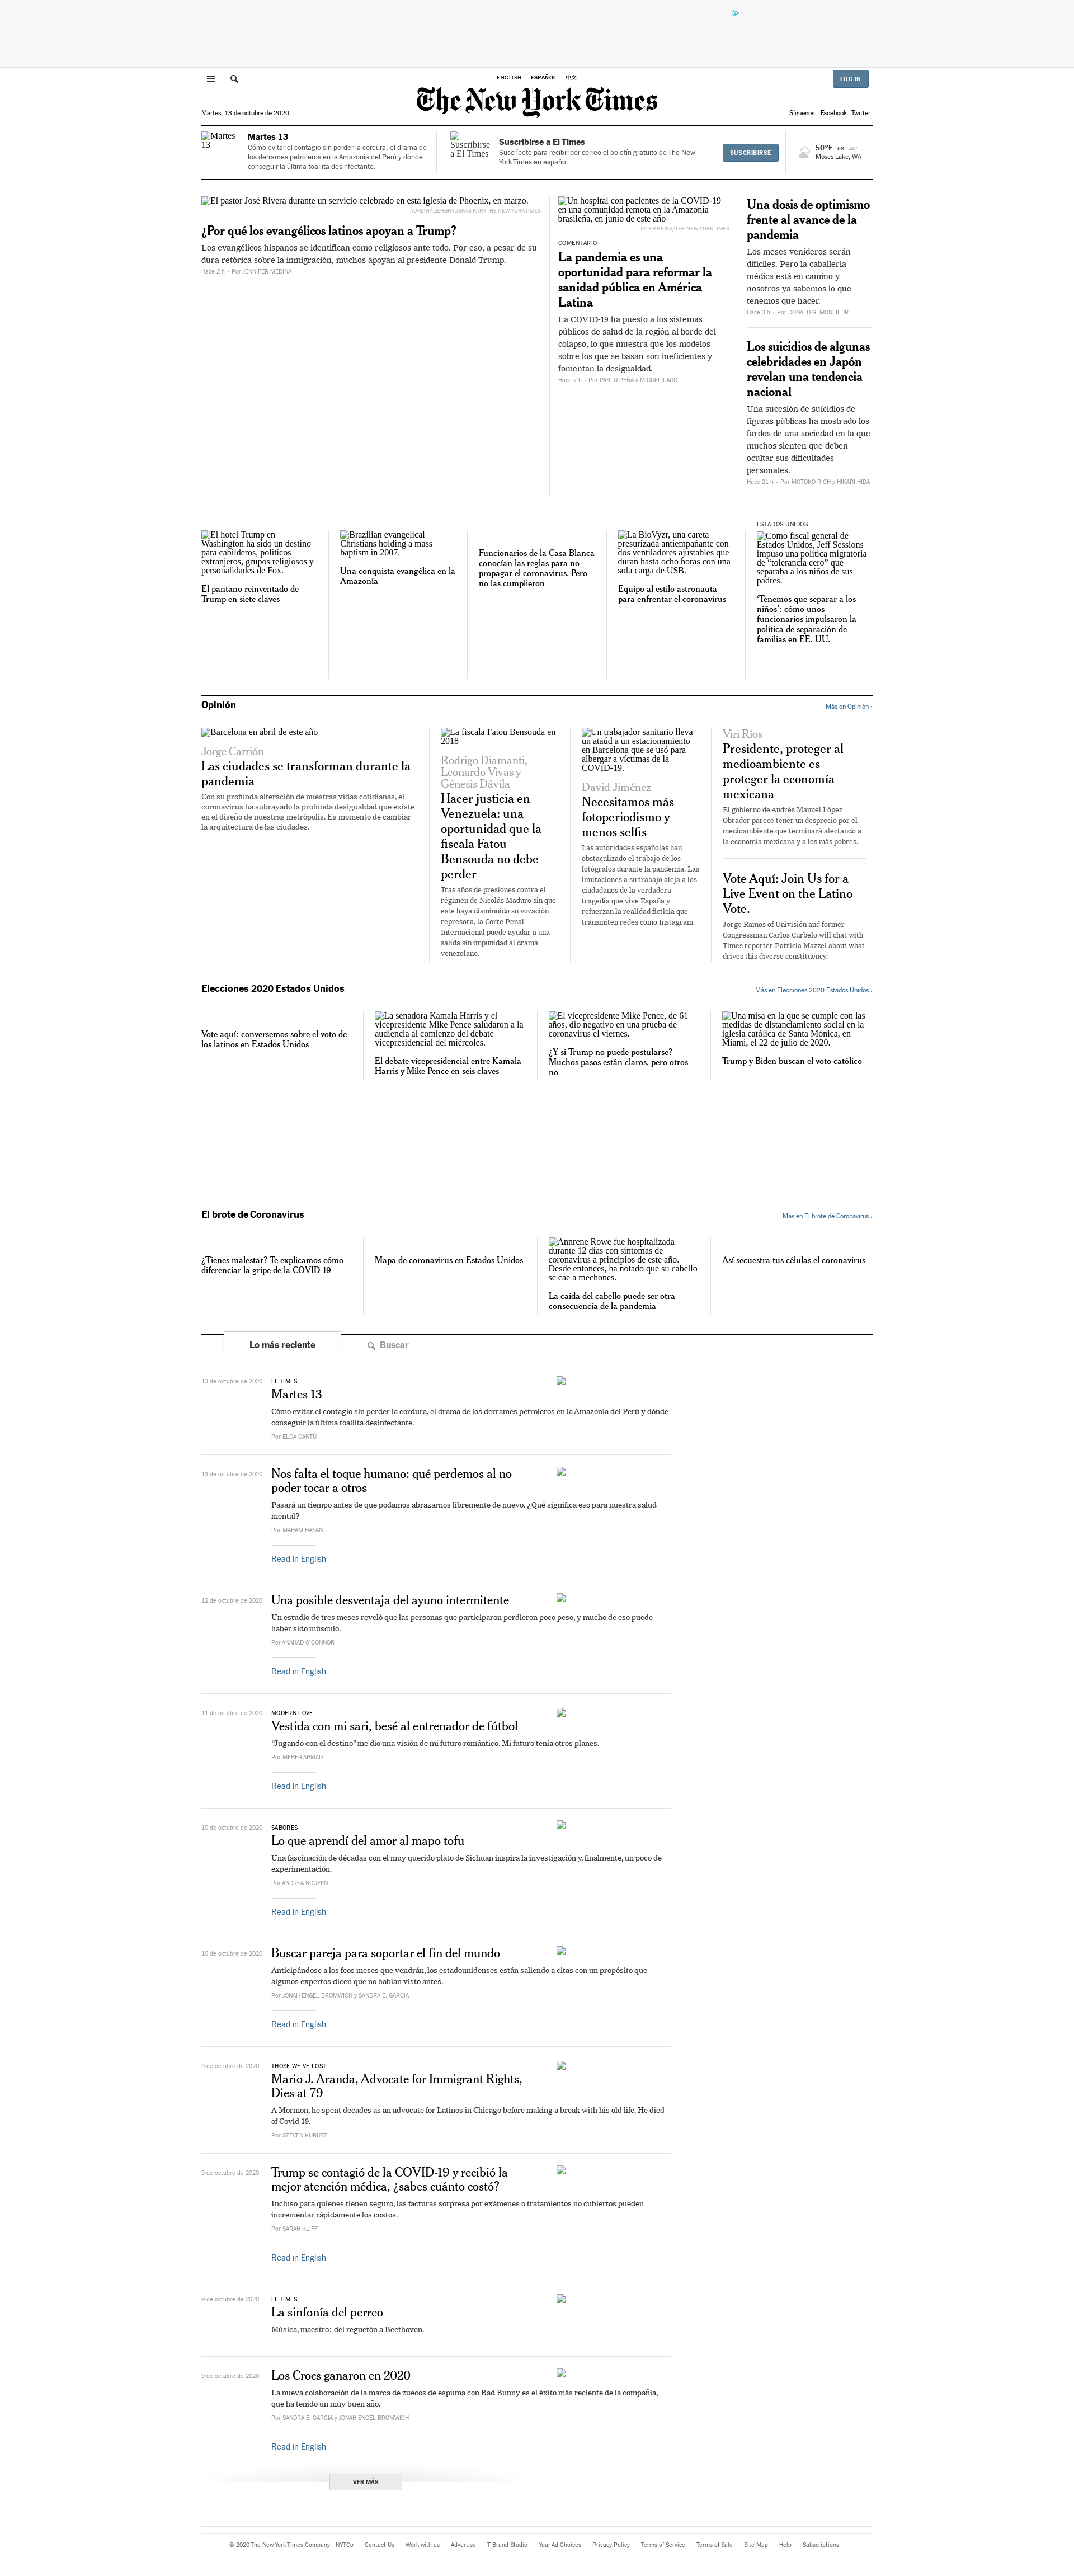 ENGLISH ESPAÑOL 中文
LOG IN
The New York Times
Martes, 13 de octubre de 2020
Síguenos: Facebook Twitter
Martes 13
Martes 13
Cómo evitar el contagio sin perder la cordura, el drama de
los derrames petroleros en la Amazonía del Perú y dónde
conseguir la última toallita desinfectante.
Suscribirse a El Times
Suscribirse a El Times
Suscríbete para recibir por correo el boletín gratuito de The New
York Times en español.
SUSCRIBIRSE
50°F 68° 46°
Moses Lake, WA
El pastor José Rivera durante un servicio celebrado en esta iglesia de Phoenix, en marzo.
ADRIANA ZEHBRAUSKAS PARA THE NEW YORK TIMES
¿Por qué los evangélicos latinos apoyan a Trump?
Los evangélicos hispanos se identifican como religiosos ante todo. Por eso, a pesar de su
dura retórica sobre la inmigración, muchos apoyan al presidente Donald Trump.
Hace 2 h • Por JENNIFER MEDINA
Un hospital con pacientes de la COVID-19
en una comunidad remota en la Amazonía
brasileña, en junio de este año
TYLER HICKS/THE NEW YORK TIMES
COMENTARIO
La pandemia es una
oportunidad para reformar la
sanidad pública en América
Latina
La COVID-19 ha puesto a los sistemas
públicos de salud de la región al borde del
colapso, lo que muestra que los modelos
sobre los que se basan son ineficientes y
fomentan la desigualdad.
Hace 7 h • Por PABLO PEÑA y MIGUEL LAGO
Una dosis de optimismo
frente al avance de la
pandemia
Los meses venideros serán
difíciles. Pero la caballería
médica está en camino y
nosotros ya sabemos lo que
tenemos que hacer.
Hace 3 h • Por DONALD G. MCNEIL JR.
Los suicidios de algunas
celebridades en Japón
revelan una tendencia
nacional
Una sucesión de suicidios de
figuras públicas ha mostrado los
fardos de una sociedad en la que
muchos sienten que deben
ocultar sus dificultades
personales.
Hace 21 h • Por MOTOKO RICH y HIKARI HIDA
El hotel Trump en
Washington ha sido un destino
para cabilderos, políticos
extranjeros, grupos religiosos y
personalidades de Fox.
El pantano reinventado de
Trump en siete claves
Brazilian evangelical
Christians holding a mass
baptism in 2007.
Una conquista evangélica en la
Amazonía
Funcionarios de la Casa Blanca
conocían las reglas para no
propagar el coronavirus. Pero
no las cumplieron
La BioVyzr, una careta
presurizada antiempañante con
dos ventiladores ajustables que
duran hasta ocho horas con una
sola carga de USB.
Equipo al estilo astronauta
para enfrentar el coronavirus
ESTADOS UNIDOS
Como fiscal general de
Estados Unidos, Jeff Sessions
impuso una política migratoria
de "tolerancia cero" que
separaba a los niños de sus
padres.
‘Tenemos que separar a los
niños’: cómo unos
funcionarios impulsaron la
política de separación de
familias en EE. UU.
Opinión
Más en Opinión ›
Barcelona en abril de este año
Jorge Carrión
Las ciudades se transforman durante la
pandemia
Con su profunda alteración de nuestras vidas cotidianas, el
coronavirus ha subrayado la profunda desigualdad que existe
en el diseño de nuestras metrópolis. Es momento de cambiar
la arquitectura de las ciudades.
La fiscala Fatou Bensouda en
2018
Rodrigo Diamanti,
Leonardo Vivas y
Génesis Dávila
Hacer justicia en
Venezuela: una
oportunidad que la
fiscala Fatou
Bensouda no debe
perder
Tras años de presiones contra el
régimen de Nicolás Maduro sin que
este haya disminuido su vocación
represora, la Corte Penal
Internacional puede ayudar a una
salida sin impunidad al drama
venezolano.
Un trabajador sanitario lleva
un ataúd a un estacionamiento
en Barcelona que se usó para
albergar a víctimas de la
COVID-19.
David Jiménez
Necesitamos más
fotoperiodismo y
menos selfis
Las autoridades españolas han
obstaculizado el trabajo de los
fotógrafos durante la pandemia. Las
limitaciones a su trabajo aleja a los
ciudadanos de la verdadera
tragedia que vive España y
refuerzan la realidad ficticia que
transmiten redes como Instagram.
Viri Ríos
Presidente, proteger al
medioambiente es
proteger la economía
mexicana
El gobierno de Andrés Manuel López
Obrador parece tener un desprecio por el
medioambiente que terminará afectando a
la economía mexicana y a los más pobres.
Vote Aquí: Join Us for a
Live Event on the Latino
Vote.
Jorge Ramos of Univisión and former
Congressman Carlos Curbelo will chat with
Times reporter Patricia Mazzei about what
drives this diverse constituency.
Elecciones 2020 Estados Unidos
Más en Elecciones 2020 Estados Unidos ›
Vote aquí: conversemos sobre el voto de
los latinos en Estados Unidos
La senadora Kamala Harris y el
vicepresidente Mike Pence saludaron a la
audiencia al comienzo del debate
vicepresidencial del miércoles.
El debate vicepresidencial entre Kamala
Harris y Mike Pence en seis claves
El vicepresidente Mike Pence, de 61
años, dio negativo en una prueba de
coronavirus el viernes.
¿Y si Trump no puede postularse?
Muchos pasos están claros, pero otros
no
Una misa en la que se cumple con las
medidas de distanciamiento social en la
iglesia católica de Santa Mónica, en
Miami, el 22 de julio de 2020.
Trump y Biden buscan el voto católico
El brote de Coronavirus
Más en El brote de Coronavirus ›
¿Tienes malestar? Te explicamos cómo
diferenciar la gripe de la COVID-19
Mapa de coronavirus en Estados Unidos
Annrene Rowe fue hospitalizada
durante 12 días con síntomas de
coronavirus a principios de este año.
Desde entonces, ha notado que su cabello
se cae a mechones.
La caída del cabello puede ser otra
consecuencia de la pandemia
Así secuestra tus células el coronavirus
Lo más reciente
Buscar
13 de octubre de 2020
EL TIMES
Martes 13
Cómo evitar el contagio sin perder la cordura, el drama de los derrames petroleros en la Amazonía del Perú y dónde
conseguir la última toallita desinfectante.
Por ELDA CANTÚ
13 de octubre de 2020
Nos falta el toque humano: qué perdemos al no
poder tocar a otros
Pasará un tiempo antes de que podamos abrazarnos libremente de nuevo. ¿Qué significa eso para nuestra salud
mental?
Por MAHAM HASAN
Read in English
12 de octubre de 2020
Una posible desventaja del ayuno intermitente
Un estudio de tres meses reveló que las personas que participaron perdieron poco peso, y mucho de eso puede
haber sido músculo.
Por ANAHAD O'CONNOR
Read in English
11 de octubre de 2020
MODERN LOVE
Vestida con mi sari, besé al entrenador de fútbol
“Jugando con el destino” me dio una visión de mi futuro romántico. Mi futuro tenía otros planes.
Por MEHER AHMAD
Read in English
10 de octubre de 2020
SABORES
Lo que aprendí del amor al mapo tofu
Una fascinación de décadas con el muy querido plato de Sichuan inspira la investigación y, finalmente, un poco de
experimentación.
Por ANDREA NGUYEN
Read in English
10 de octubre de 2020
Buscar pareja para soportar el fin del mundo
Anticipándose a los feos meses que vendrán, los estadounidenses están saliendo a citas con un propósito que
algunos expertos dicen que no habían visto antes.
Por JONAH ENGEL BROMWICH y SANDRA E. GARCIA
Read in English
9 de octubre de 2020
THOSE WE'VE LOST
Mario J. Aranda, Advocate for Immigrant Rights,
Dies at 79
A Mormon, he spent decades as an advocate for Latinos in Chicago before making a break with his old life. He died
of Covid-19.
Por STEVEN KURUTZ
9 de octubre de 2020
Trump se contagió de la COVID-19 y recibió la
mejor atención médica, ¿sabes cuánto costó?
Incluso para quienes tienen seguro, las facturas sorpresa por exámenes o tratamientos no cubiertos pueden
incrementar rápidamente los costos.
Por SARAH KLIFF
Read in English
9 de octubre de 2020
EL TIMES
La sinfonía del perreo
Música, maestro: del reguetón a Beethoven.
9 de octubre de 2020
Los Crocs ganaron en 2020
La nueva colaboración de la marca de zuecos de espuma con Bad Bunny es el éxito más reciente de la compañía,
que ha tenido un muy buen año.
Por SANDRA E. GARCIA y JONAH ENGEL BROMWICH
Read in English
VER MÁS
© 2020 The New York Times Company NYTCo Contact Us Work with us Advertise T Brand Studio Your Ad Choices Privacy Policy Terms of Service Terms of Sale Site Map Help Subscriptions